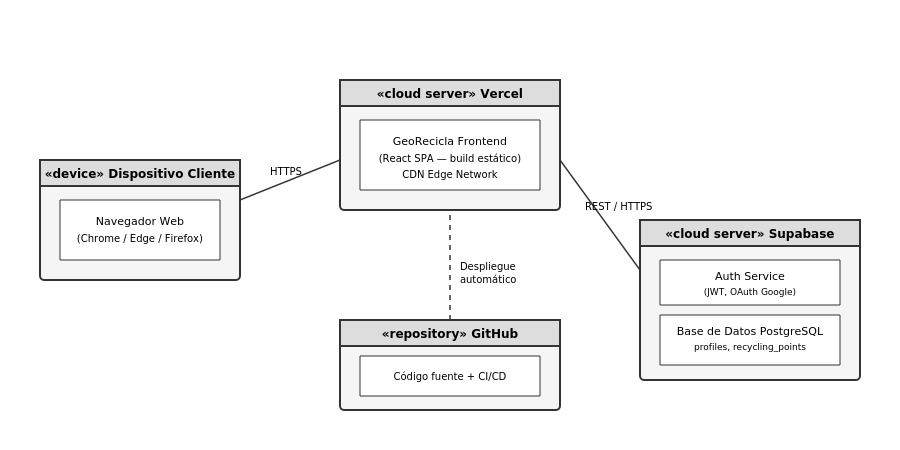 «cloud server» Vercel
GeoRecicla Frontend
(React SPA — build estático)
CDN Edge Network
«device» Dispositivo Cliente
Navegador Web
(Chrome / Edge / Firefox)
HTTPS
REST / HTTPS
«cloud server» Supabase
Auth Service
(JWT, OAuth Google)
Base de Datos PostgreSQL
profiles, recycling_points
Despliegue
automático
«repository» GitHub
Código fuente + CI/CD